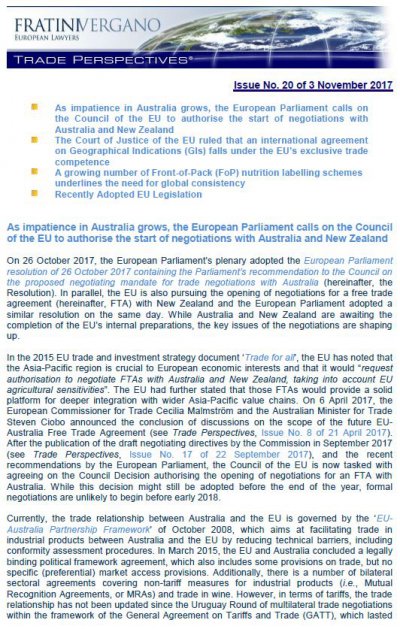 FRATINIVERGANO
EUROPEAN LAWYERS
TRADE PERSPECTIVES®
Issue No. 20 of 3 November 2017
As impatience in Australia grows, the European Parliament calls on
the Council of the EU to authorise the start of negotiations with
Australia and New Zealand
The Court of Justice of the EU ruled that an international agreement
on Geographical Indications (GIs) falls under the EU's exclusive trade
competence
A growing number of Front-of-Pack (FoP) nutrition labelling schemes
underlines the need for global consistency
Recently Adopted EU Legislation
As impatience in Australia grows, the European Parliament calls on the Council
of the EU to authorise the start of negotiations with Australia and New Zealand
On 26 October 2017, the European Parliament's plenary adopted the European Parliament
resolution of 26 October 2017 containing the Parliament's recommendation to the Council on
the proposed negotiating mandate for trade negotiations with Australia (hereinafter, the
Resolution). In parallel, the EU is also pursuing the opening of negotiations for a free trade
agreement (hereinafter, FTA) with New Zealand and the European Parliament adopted a
similar resolution on the same day. While Australia and New Zealand are awaiting the
completion of the EU's internal preparations, the key issues of the negotiations are shaping
up.
In the 2015 EU trade and investment strategy document 'Trade for all', the EU has noted that
the Asia-Pacific region is crucial to European economic interests and that it would "request
authorisation to negotiate FTAs with Australia and New Zealand, taking into account EU
agricultural sensitivities". The EU had further stated that those FTAs would provide a solid
platform for deeper integration with wider Asia-Pacific value chains. On 6 April 2017, the
European Commissioner for Trade Cecilia Malmström and the Australian Minister for Trade
Steven Ciobo announced the conclusion of discussions on the scope of the future EU-
Australia Free Trade Agreement (see Trade Perspectives, Issue No. 8 of 21 April 2017).
After the publication of the draft negotiating directives by the Commission in September 2017
(see Trade Perspectives, Issue No. 17 of 22 September 2017), and the recent
recommendations by the European Parliament, the Council of the EU is now tasked with
agreeing on the Council Decision authorising the opening of negotiations for an FTA with
Australia. While this decision might still be adopted before the end of the year, formal
negotiations are unlikely to begin before early 2018.
Currently, the trade relationship between Australia and the EU is governed by the 'EU-
Australia Partnership Framework' of October 2008, which aims at facilitating trade in
industrial products between Australia and the EU by reducing technical barriers, including
conformity assessment procedures. In March 2015, the EU and Australia concluded a legally
binding political framework agreement, which also includes some provisions on trade, but no
specific (preferential) market access provisions. Additionally, there is a number of bilateral
sectoral agreements covering non-tariff measures for industrial products (i.e., Mutual
Recognition Agreements, or MRAs) and trade in wine. However, in terms of tariffs, the trade
relationship has not been updated since the Uruguay Round of multilateral trade negotiations
within the framework of the General Agreement on Tariffs and Trade (GATT), which lasted